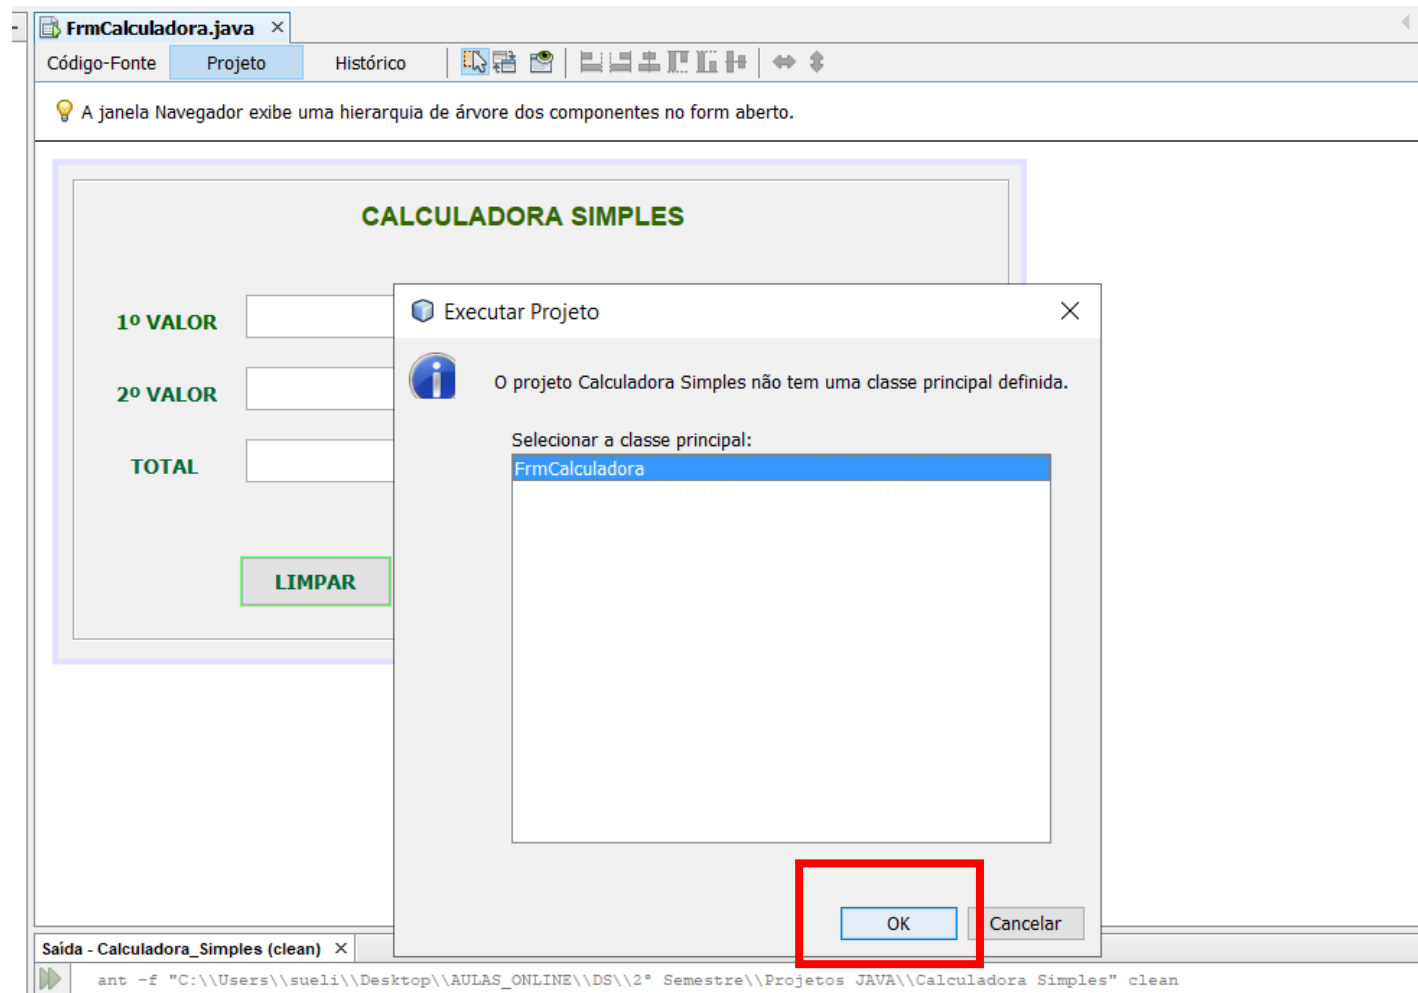 FrmCalculadora.java
Código-Fonte Projeto Histórico
A janela Navegador exibe uma hierarquia de árvore dos componentes no form aberto.
CALCULADORA SIMPLES
1º VALOR
2º VALOR
TOTAL
LIMPAR
Executar Projeto
O projeto Calculadora Simples não tem uma classe principal definida.
Selecionar a classe principal:
FrmCalculadora
OK Cancelar
Saída - Calculadora_Simples (clean)
ant -f "C:\\Users\\sueli\\Desktop\\AULAS_ONLINE\\DS\\2° Semestre\\Projetos JAVA\\Calculadora Simples" clean